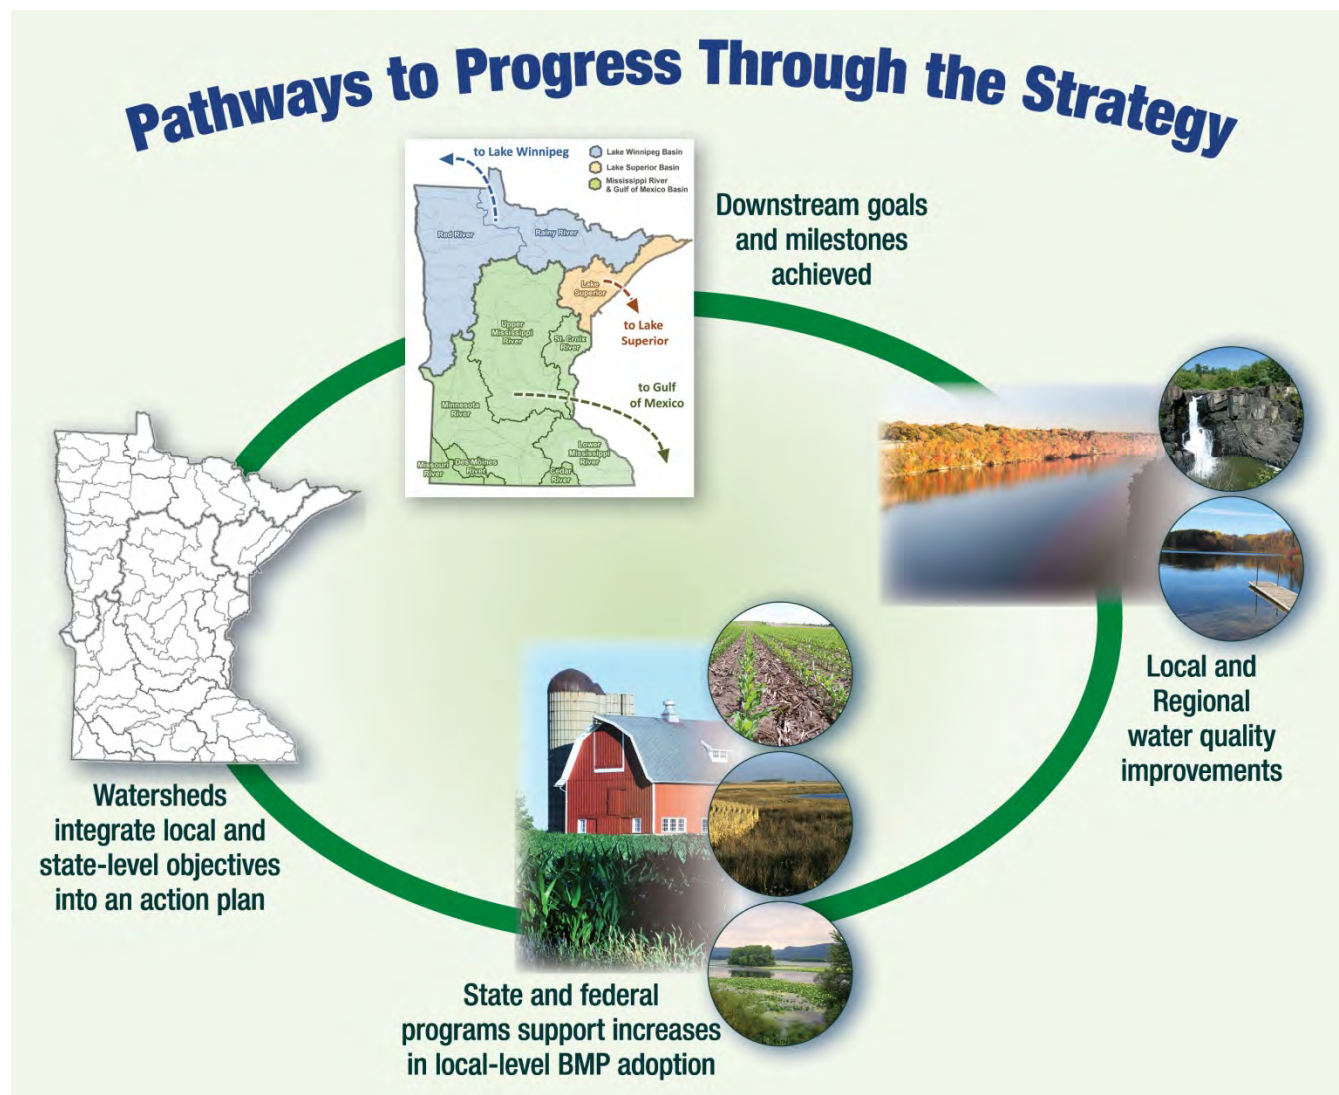 Pathways to Progress Through the Strategy
to Lake Winnipeg
Lake Winnipeg Basin
Lake Superior Basin
Mississippi River
& Gulf of Mexico Basin
Red River
Rainy River
Lake
Superior
to Lake
Superior
Upper
Mississippi
River
St. Croix
River
to Gulf
of Mexico
Minnesota
River
Missouri
River
Des Moines
River
Cedar
River
Lower
Mississippi
River
Downstream goals
and milestones
achieved
Local and
Regional
water quality
improvements
State and federal
programs support increases
in local-level BMP adoption
Watersheds
integrate local and
state-level objectives
into an action plan